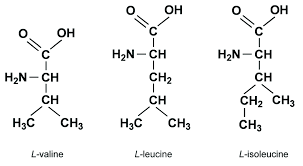 O OH
C
H₂N—CH
CH
H₃C CH₃
L-valine
O OH
C
H₂N—CH
CH₂
CH
H₃C CH₃
L-leucine
O OH
C
H₂N—CH
CH
CH₂ CH₃
CH₃
L-isoleucine